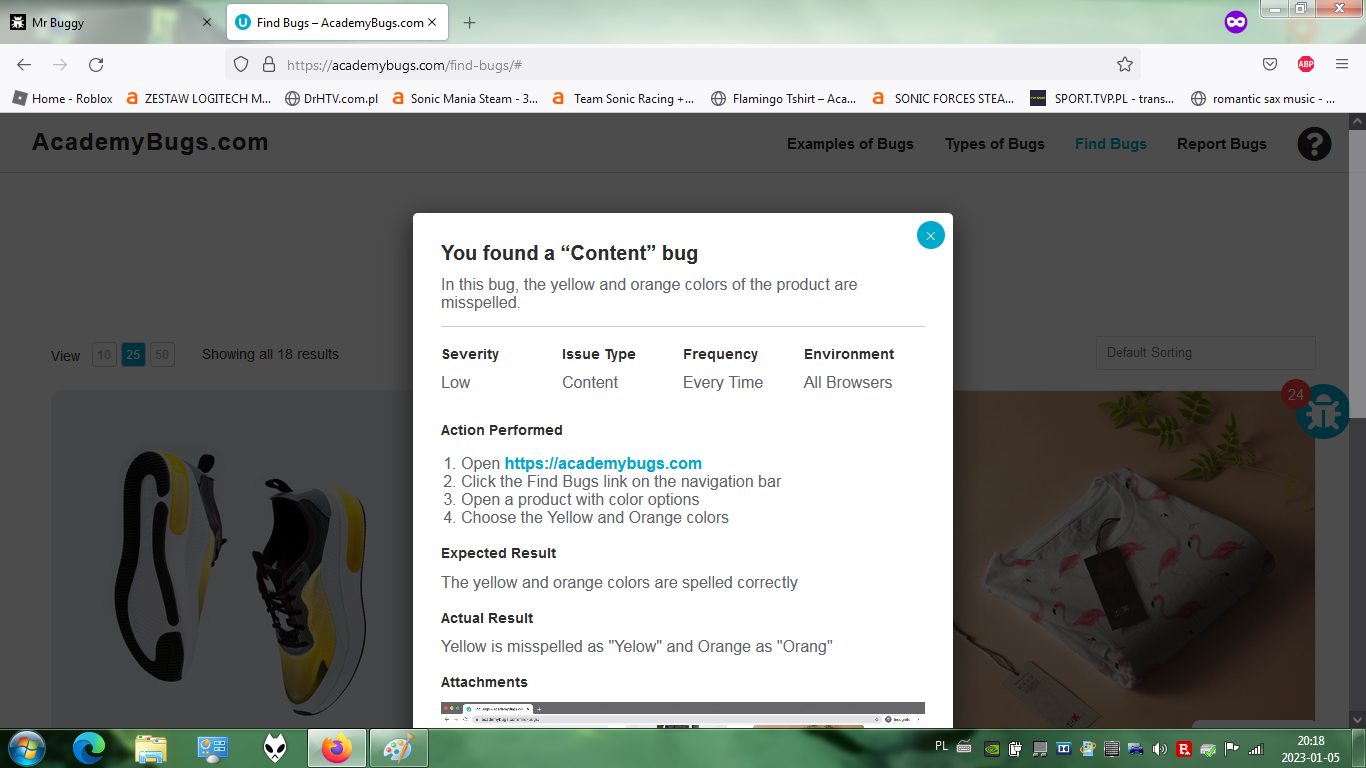 Mr Buggy
Find Bugs – AcademyBugs.com
https://academybugs.com/find-bugs/#
ABP
Home - Roblox
ZESTAW LOGITECH M...
DrHTV.com.pl
Sonic Mania Steam - 3...
Team Sonic Racing +...
Flamingo Tshirt – Aca...
SONIC FORCES STEA...
SPORT.TVP.PL - trans...
romantic sax music - ...
AcademyBugs.com
Examples of Bugs
Types of Bugs
Find Bugs
Report Bugs
?
You found a “Content” bug
In this bug, the yellow and orange colors of the product are
misspelled.
View
10
25
50
Showing all 18 results
Default Sorting
Severity
Issue Type
Frequency
Environment
Low
Content
Every Time
All Browsers
24
Action Performed
1. Open https://academybugs.com
2. Click the Find Bugs link on the navigation bar
3. Open a product with color options
4. Choose the Yellow and Orange colors
Expected Result
The yellow and orange colors are spelled correctly
Actual Result
Yellow is misspelled as "Yelow" and Orange as "Orang"
Attachments
PL
20:18
2023-01-05